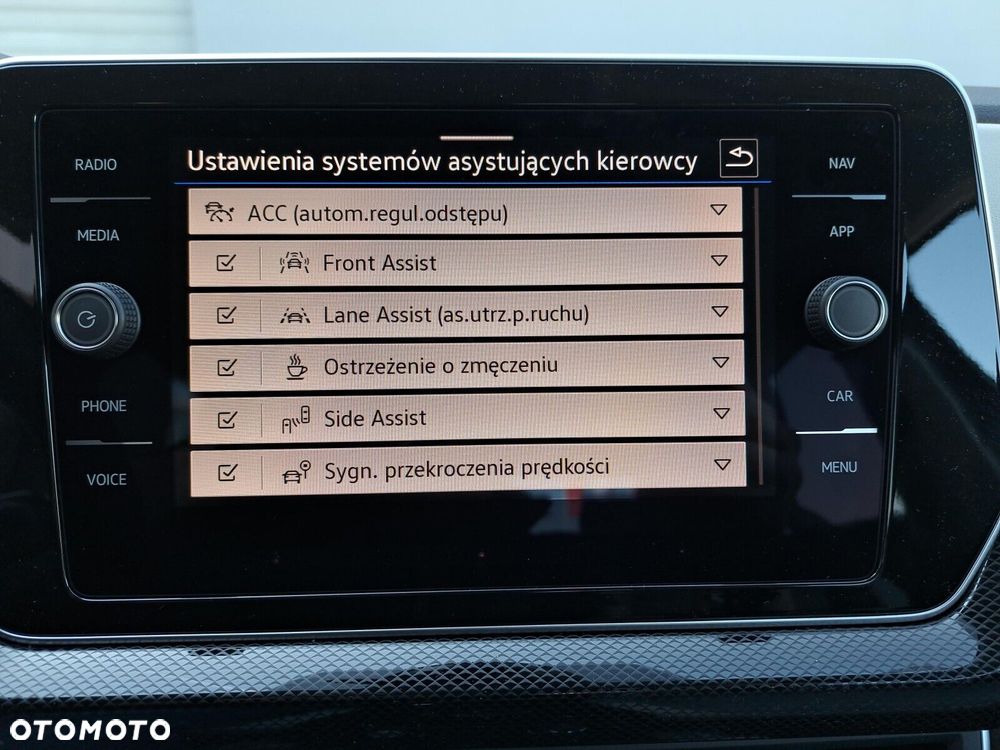 Ustawienia systemów asystujących kierowcy
RADIO
MEDIA
PHONE
VOICE
ACC (autom.regul.odstępu)
Front Assist
Lane Assist (as.utrz.p.ruchu)
Ostrzeżenie o zmęczeniu
Side Assist
Sygn. przekroczenia prędkości
NAV
APP
CAR
MENU
OTOMOTO